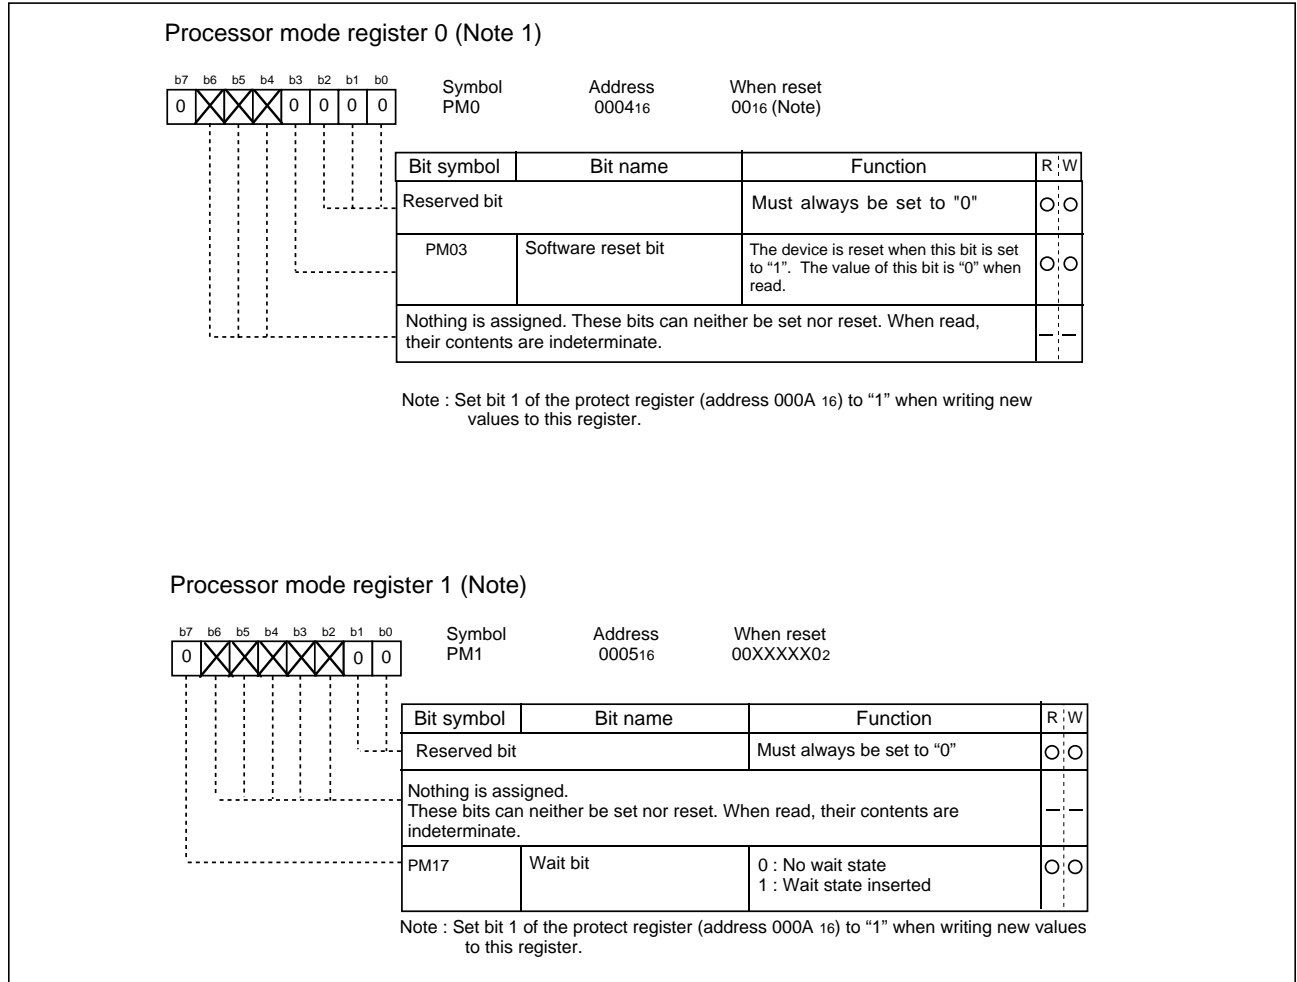 Processor mode register 0 (Note 1)
b7 b6 b5 b4 b3 b2 b1 b0
Symbol Address When reset
0 0 0 0 0 PM0 000416 0016 (Note)
Bit symbol Bit name Function R W
Reserved bit Must always be set to "0"
PM03 Software reset bit The device is reset when this bit is set
to “1”. The value of this bit is “0” when
read.
Nothing is assigned. These bits can neither be set nor reset. When read,
their contents are indeterminate.
Note : Set bit 1 of the protect register (address 000A 16) to “1” when writing new
values to this register.
Processor mode register 1 (Note)
b7 b6 b5 b4 b3 b2 b1 b0
Symbol Address When reset
0 0 0 PM1 000516 00XXXXX02
Bit symbol Bit name Function R W
Reserved bit Must always be set to “0”
Nothing is assigned.
These bits can neither be set nor reset. When read, their contents are
indeterminate.
PM17 Wait bit 0 : No wait state
1 : Wait state inserted
Note : Set bit 1 of the protect register (address 000A 16) to “1” when writing new values
to this register.